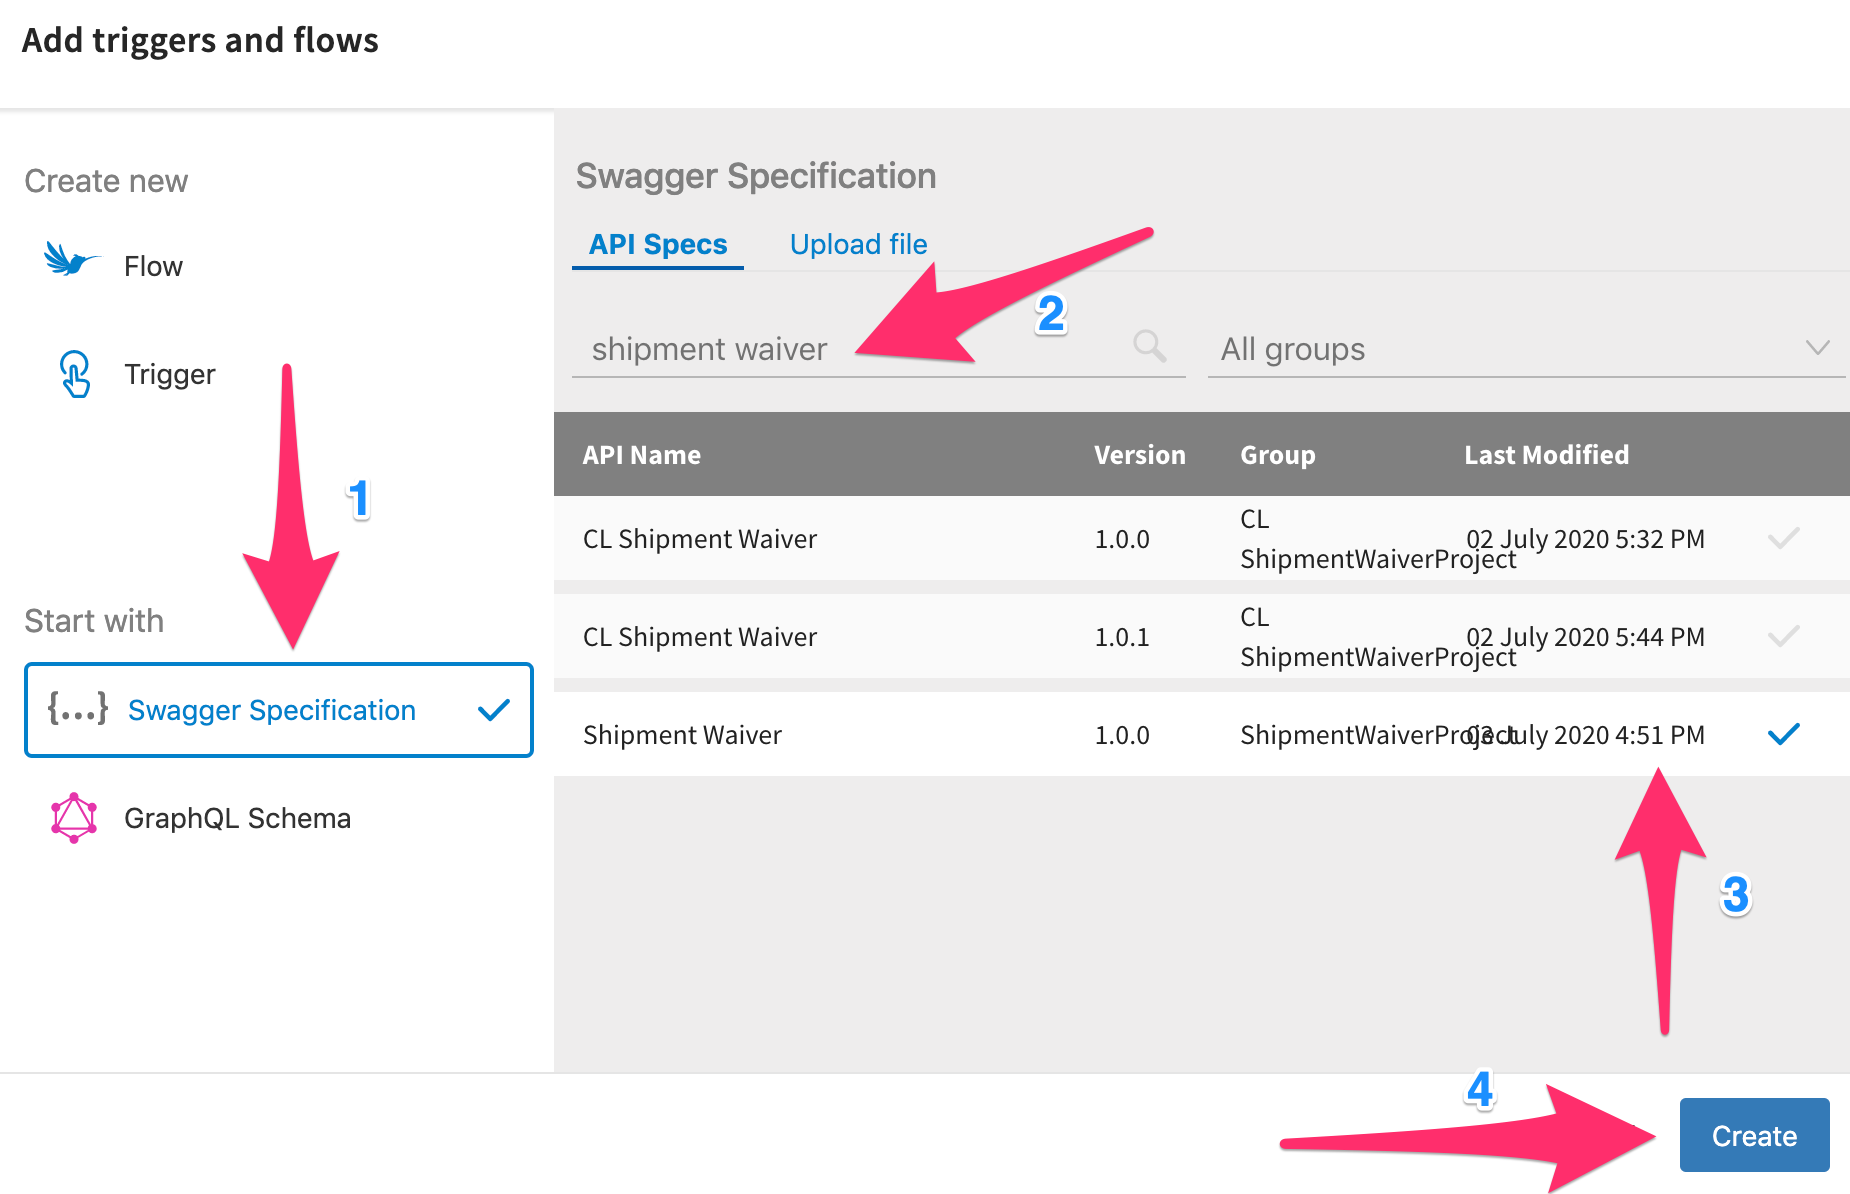 Add triggers and flows
Create new
Flow
Trigger
1
Start with
{...} Swagger Specification
GraphQL Schema
Swagger Specification
API Specs Upload file
2
shipment waiver All groups
API Name Version Group Last Modified
CL Shipment Waiver 1.0.0 CL ShipmentWaiverProject 02 July 2020 5:32 PM
CL Shipment Waiver 1.0.1 CL ShipmentWaiverProject 02 July 2020 5:44 PM
Shipment Waiver 1.0.0 ShipmentWaiverProject 03 July 2020 4:51 PM
3
4
Create